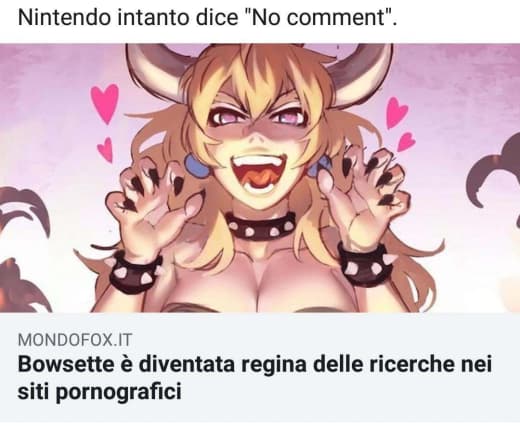 Nintendo intanto dice "No comment".
MONDOFOX.IT
Bowsette è diventata regina delle ricerche nei
siti pornografici